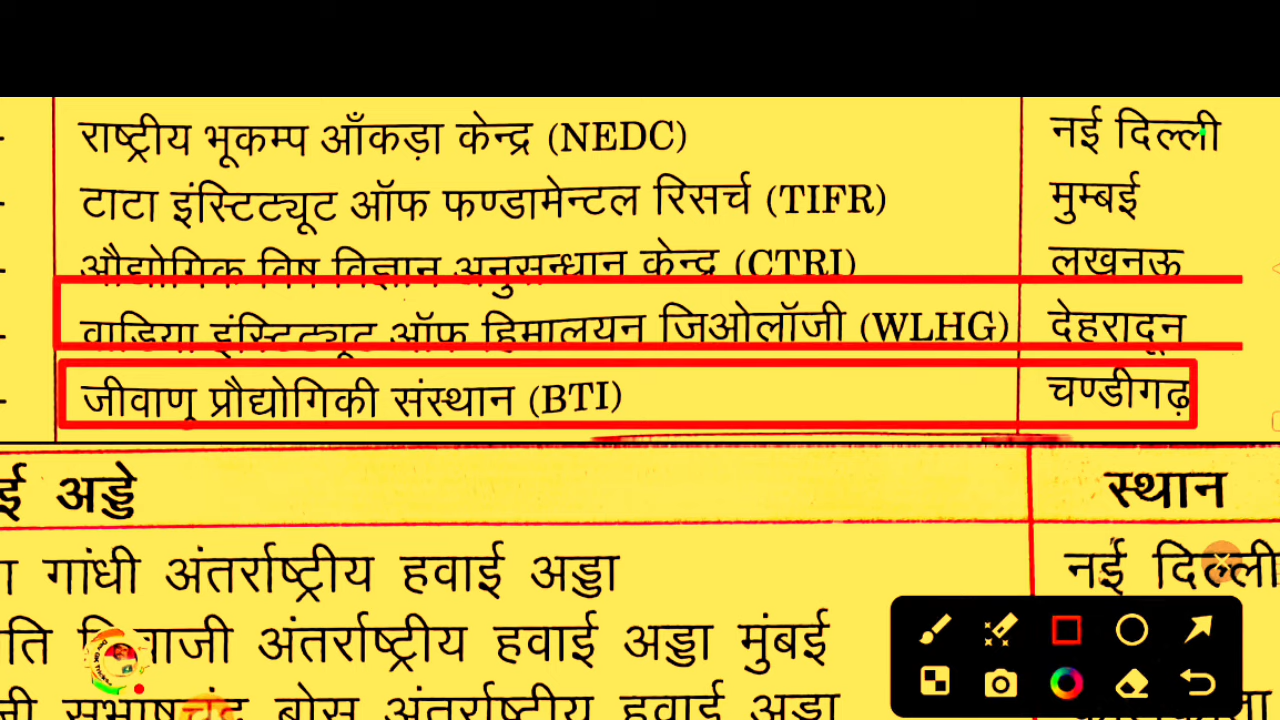 राष्ट्रीय भूकम्प आँकड़ा केन्द्र (NEDC) नई दिल्ली
टाटा इंस्टिट्यूट ऑफ फण्डामेन्टल रिसर्च (TIFR) मुम्बई
औद्योगिक विष विज्ञान अनुसन्धान केन्द्र (CTRI) लखनऊ
वाडिया इंस्टिट्यूट ऑफ हिमालयन जिओलॉजी (WLHG) देहरादून
जीवाणु प्रौद्योगिकी संस्थान (BTI) चण्डीगढ़
ई अड्डे स्थान
गांधी अंतर्राष्ट्रीय हवाई अड्डा नई दिल्ली
अंतर्राष्ट्रीय हवाई अड्डा मुंबई
बोस अंतर्राष्ट्रीय हवाई अड्डा